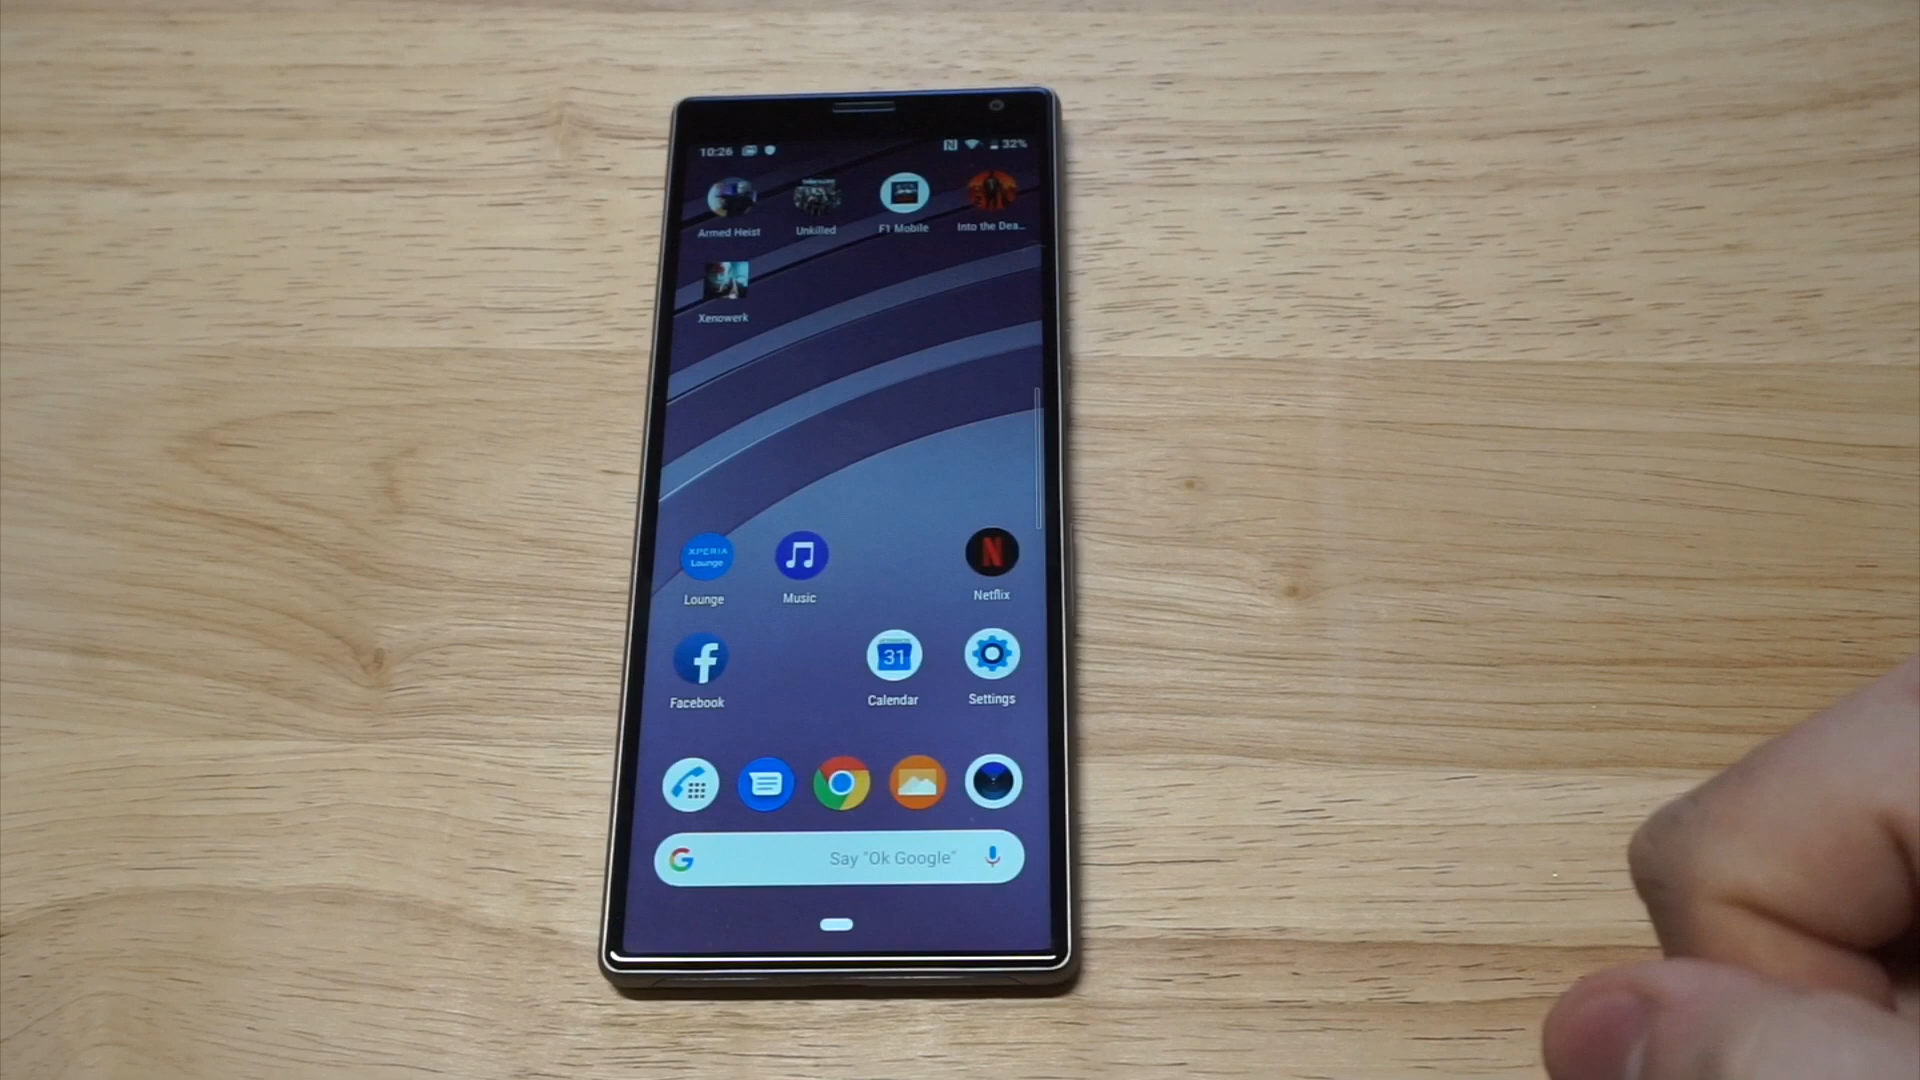 10:26 32%
Armed Heist Unkilled F1 Mobile Into the Dea...
Xenowerk
XPERIA
Lounge
N
Lounge Music Netflix
31
Facebook Calendar Settings
G Say "Ok Google"